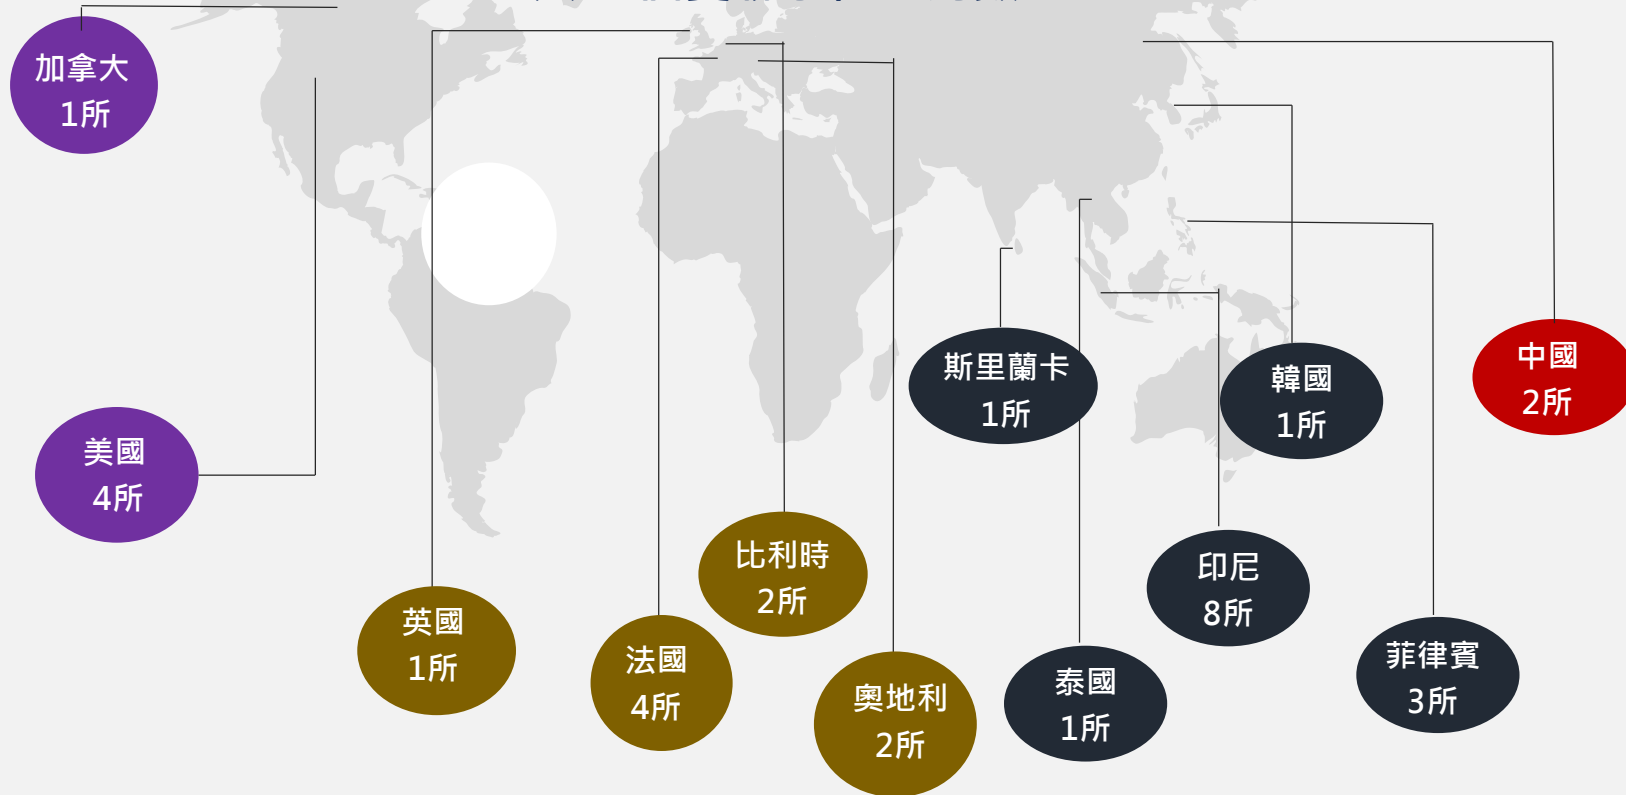 加拿大
1所
美國
4所
英國
1所
法國
4所
比利時
2所
奧地利
2所
斯里蘭卡
1所
泰國
1所
印尼
8所
韓國
1所
菲律賓
3所
中國
2所